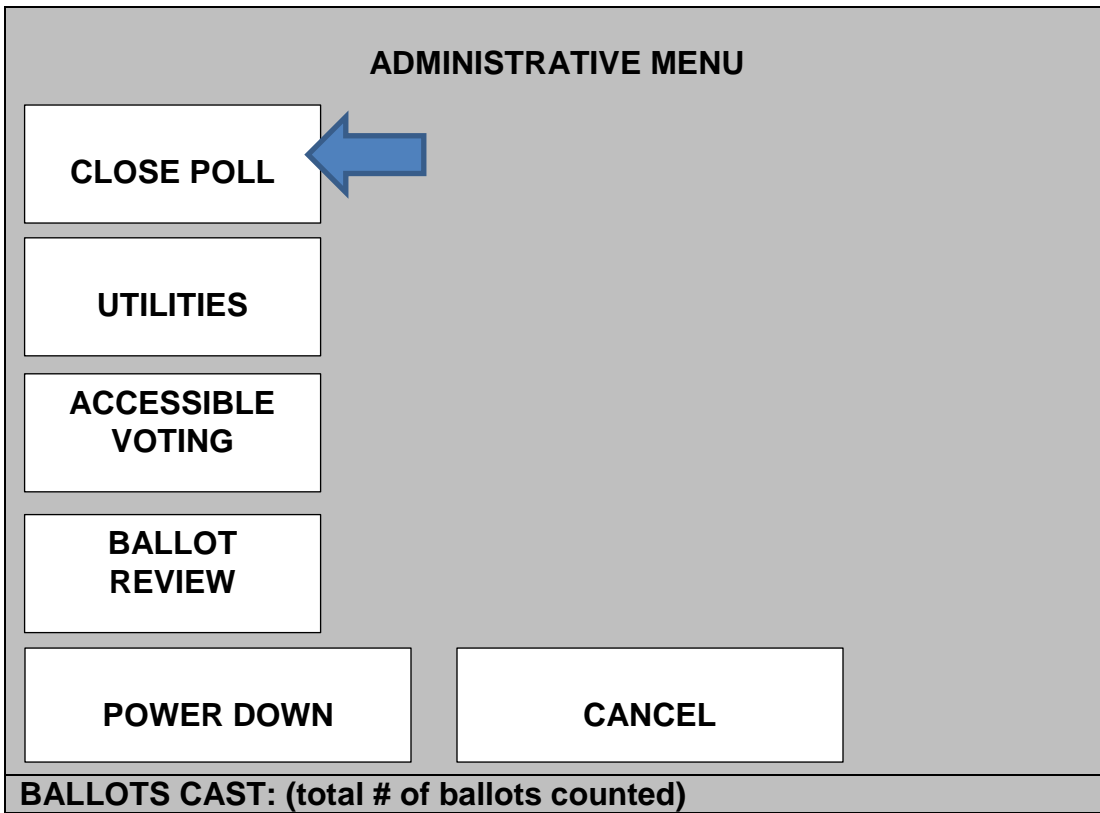 ADMINISTRATIVE MENU
CLOSE POLL
UTILITIES
ACCESSIBLE
VOTING
BALLOT
REVIEW
POWER DOWN
CANCEL
BALLOTS CAST: (total # of ballots counted)